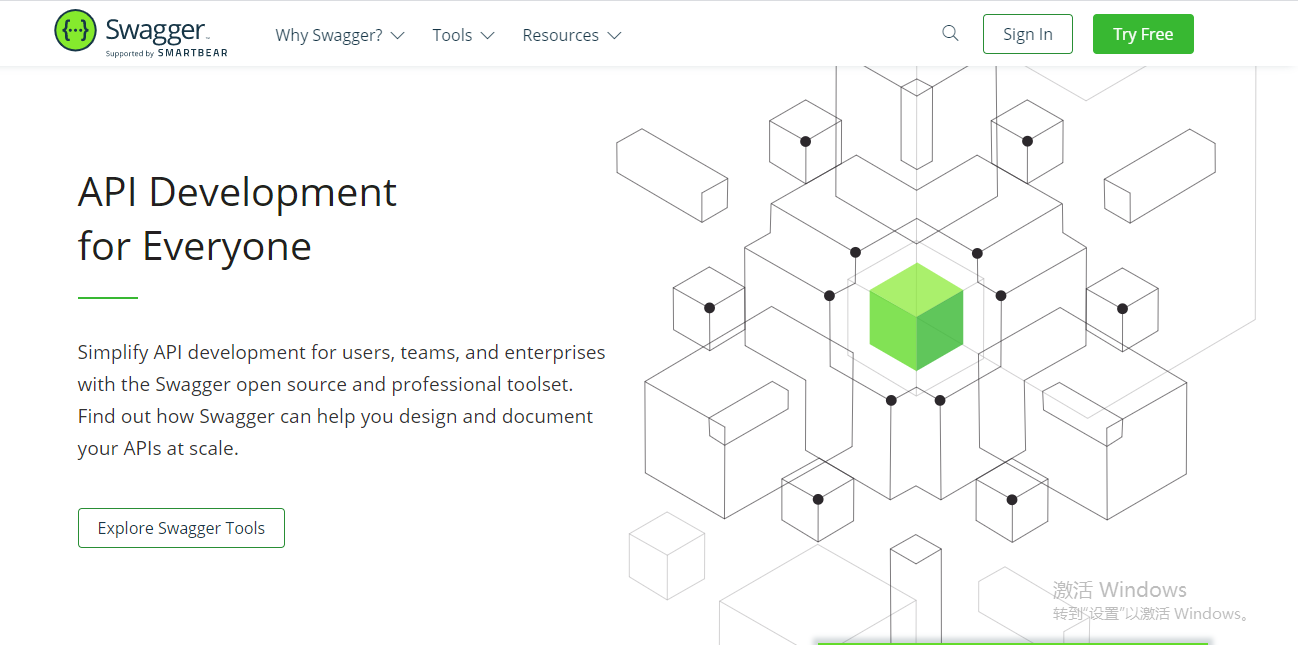 {···} Swagger™
Supported by SMARTBEAR
Why Swagger?
Tools
Resources
Sign In
Try Free
API Development
for Everyone
Simplify API development for users, teams, and enterprises
with the Swagger open source and professional toolset.
Find out how Swagger can help you design and document
your APIs at scale.
Explore Swagger Tools
激活 Windows
转到“设置”以激活 Windows。